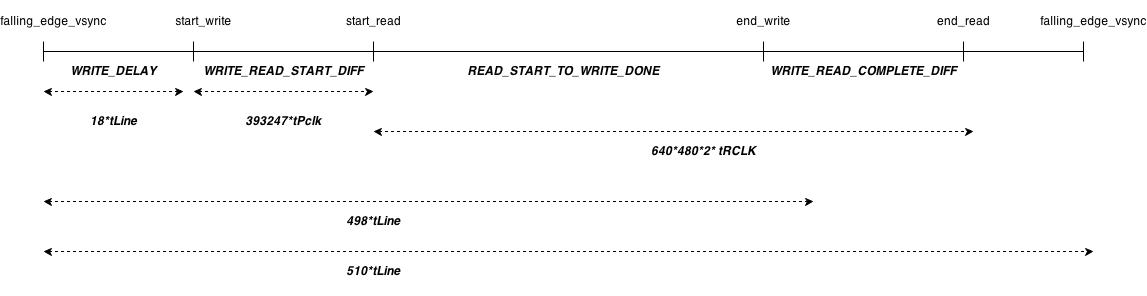 falling_edge_vsync start_write start_read end_write end_read falling_edge_vsync
WRITE_DELAY WRITE_READ_START_DIFF READ_START_TO_WRITE_DONE WRITE_READ_COMPLETE_DIFF
18*tLine 393247*tPclk
640*480*2* tRCLK
498*tLine
510*tLine